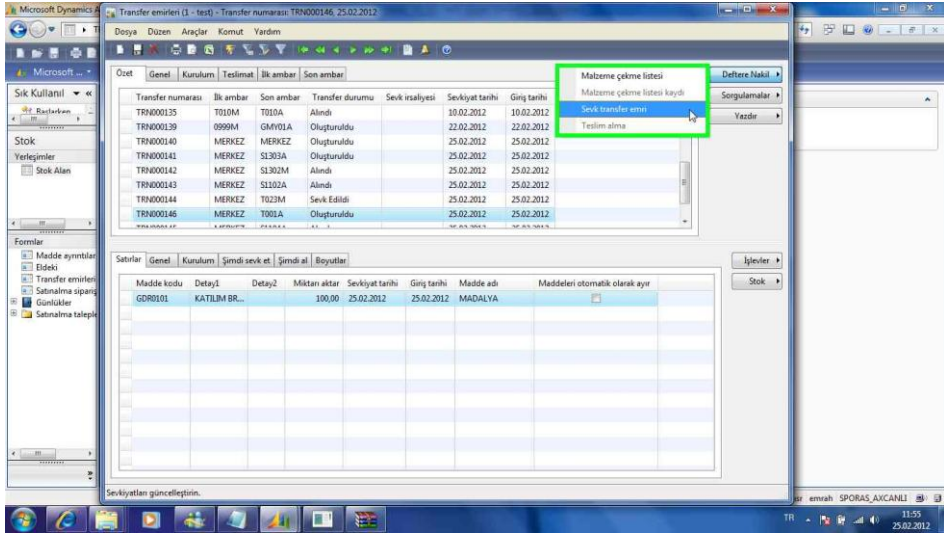 Microsoft Dynamics A
Transfer emirleri (1 - test) - Transfer numarası: TRN000146, 25.02.2012
Dosya Düzen Araçlar Komut Yardım
Microsoft ...
Özet Genel Kurulum Teslimat İlk ambar Son ambar
Malzeme çekme listesi
Malzeme çekme listesi kaydı
Sevk transfer emri
Teslim alma
Deftere Nakil
Sorgulamalar
Yazdır
Sık Kullanıl
Başlarken
Stok
Yerleşimler
Stok Alan
Transfer numarası İlk ambar Son ambar Transfer durumu Sevk irsaliyesi Sevkiyat tarihi Giriş tarihi
TRN000135 T010M T010A Alındı 10.02.2012 10.02.2012
TRN000139 0999M GMY01A Oluşturuldu 22.02.2012 22.02.2012
TRN000140 MERKEZ MERKEZ Oluşturuldu 25.02.2012 25.02.2012
TRN000141 MERKEZ S1303A Oluşturuldu 25.02.2012 25.02.2012
TRN000142 MERKEZ S1302M Alındı 25.02.2012 25.02.2012
TRN000143 MERKEZ S1102A Alındı 25.02.2012 25.02.2012
TRN000144 MERKEZ T023M Sevk Edildi 25.02.2012 25.02.2012
TRN000146 MERKEZ T001A Oluşturuldu 25.02.2012 25.02.2012
Formlar
Madde ayrıntılar
Eldeki
Transfer emirleri
Satınalma sipariş
Günlükler
Satınalma taleple
Satırlar Genel Kurulum Şimdi sevk et Şimdi al Boyutlar
İşlevler
Stok
Madde kodu Detay1 Detay2 Miktarı aktar Sevkiyat tarihi Giriş tarihi Madde adı Maddeleri otomatik olarak ayır
GDR0101 KATILIM BR... 100,00 25.02.2012 25.02.2012 MADALYA
Sevkiyatları güncelleştirin.
emrah SPORAS_AXCANLI
TR
11:55
25.02.2012